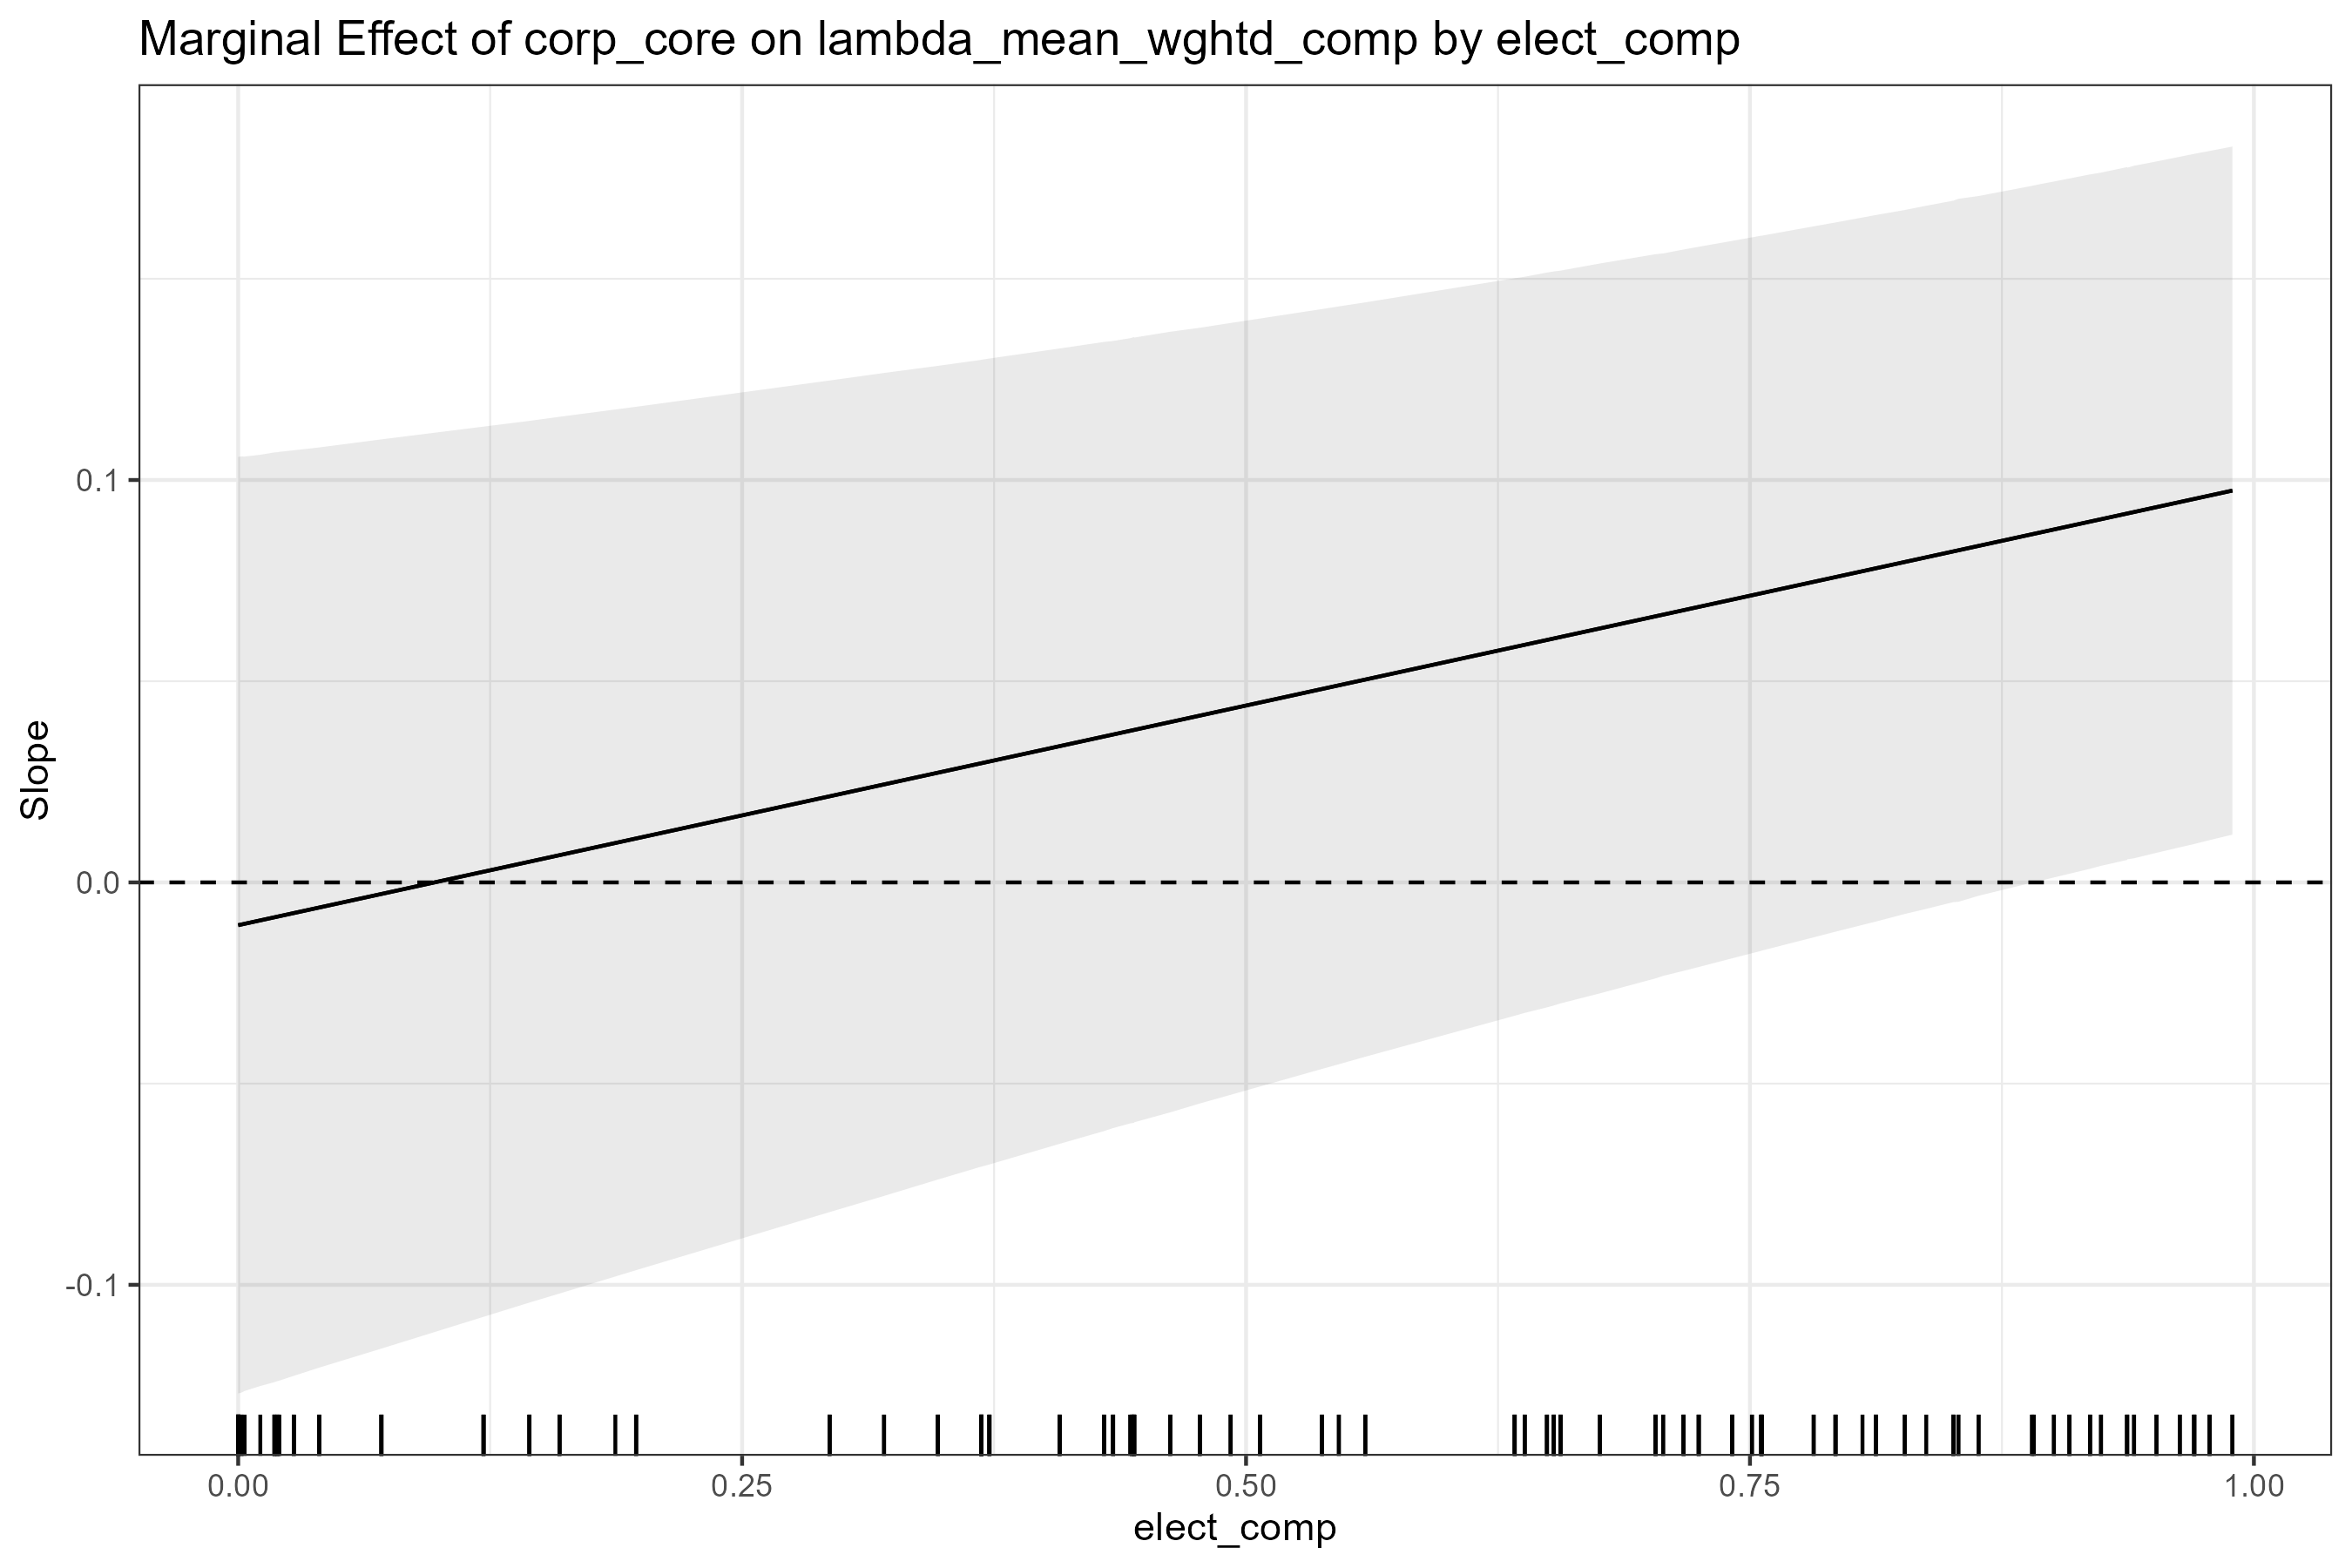 Marginal Effect of corp_core on lambda_mean_wghtd_comp by elect_comp
Slope
0.1
0.0
-0.1
0.00 0.25 0.50 0.75 1.00
elect_comp